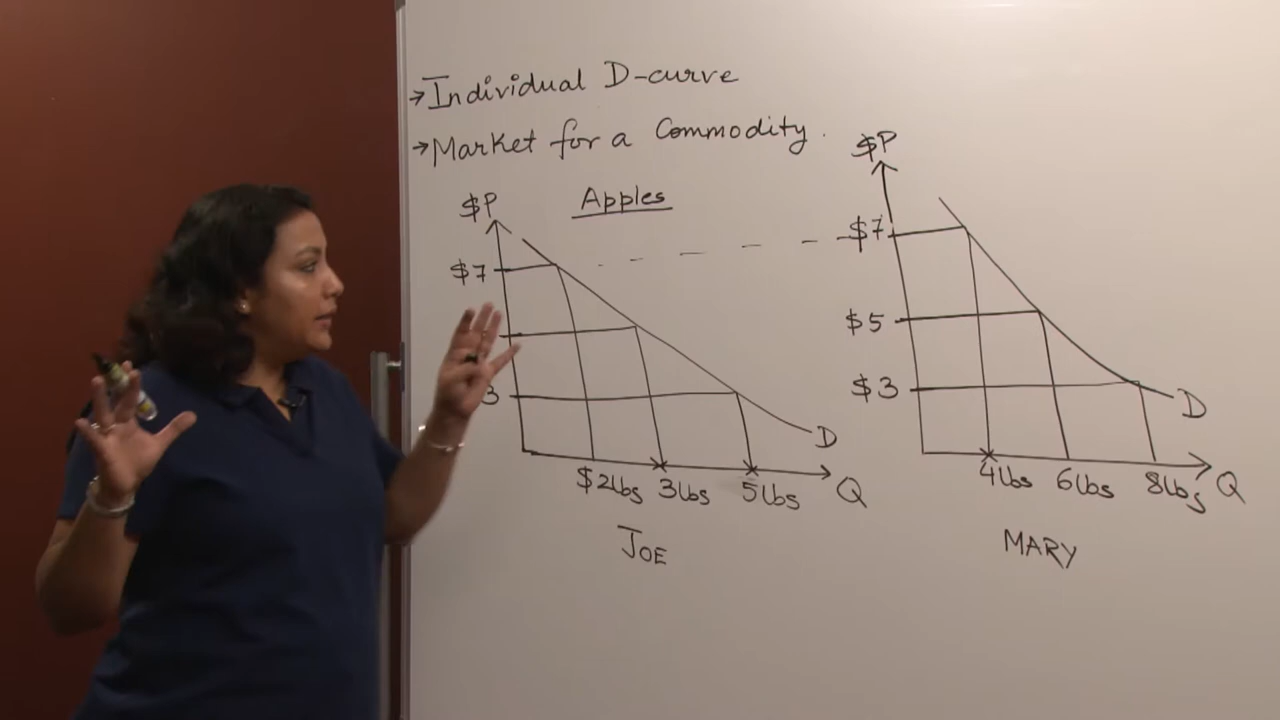 →Individual D-curve
→Market for a Commodity.
Apples
$P
$7
3
D
$2lbs 3lbs 5lbs Q
JOE
$P
$7
$5
$3
D
4lbs 6lbs 8lbs Q
MARY